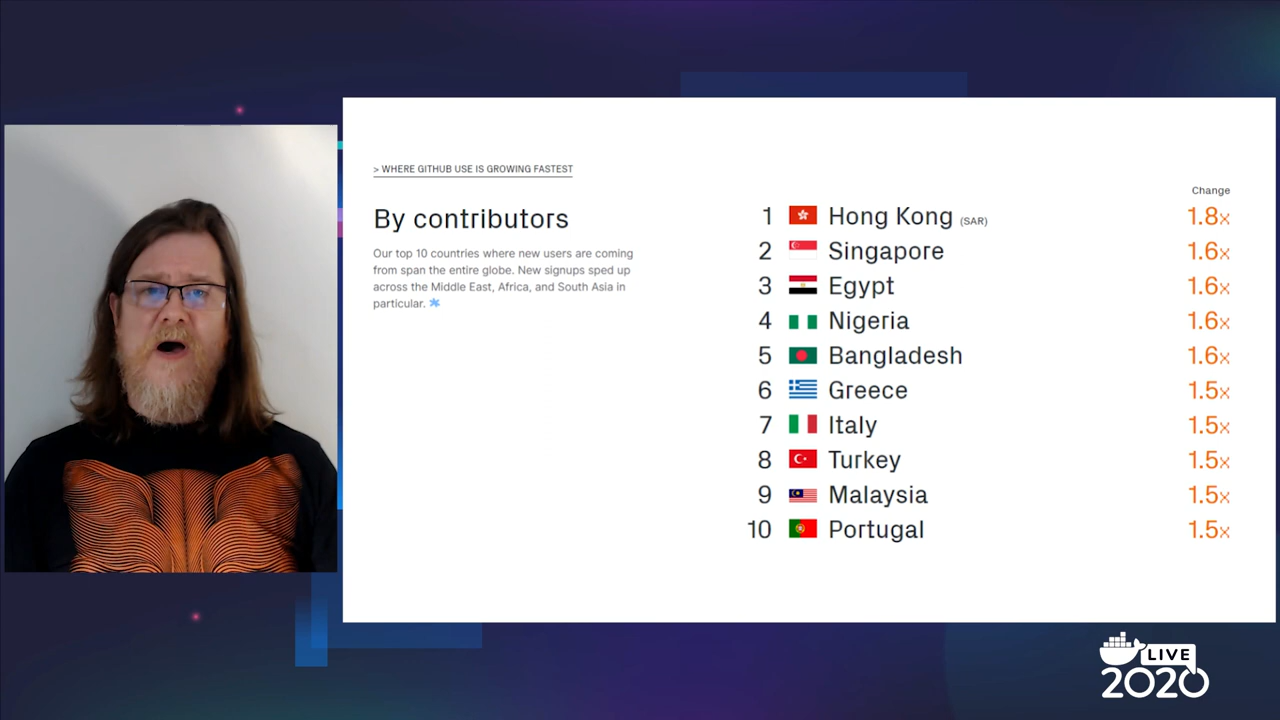 > WHERE GITHUB USE IS GROWING FASTEST
By contributors
Our top 10 countries where new users are coming
from span the entire globe. New signups sped up
across the Middle East, Africa, and South Asia in
particular.
Change
1 Hong Kong (SAR) 1.8x
2 Singapore 1.6x
3 Egypt 1.6x
4 Nigeria 1.6x
5 Bangladesh 1.6x
6 Greece 1.5x
7 Italy 1.5x
8 Turkey 1.5x
9 Malaysia 1.5x
10 Portugal 1.5x
LIVE
2020